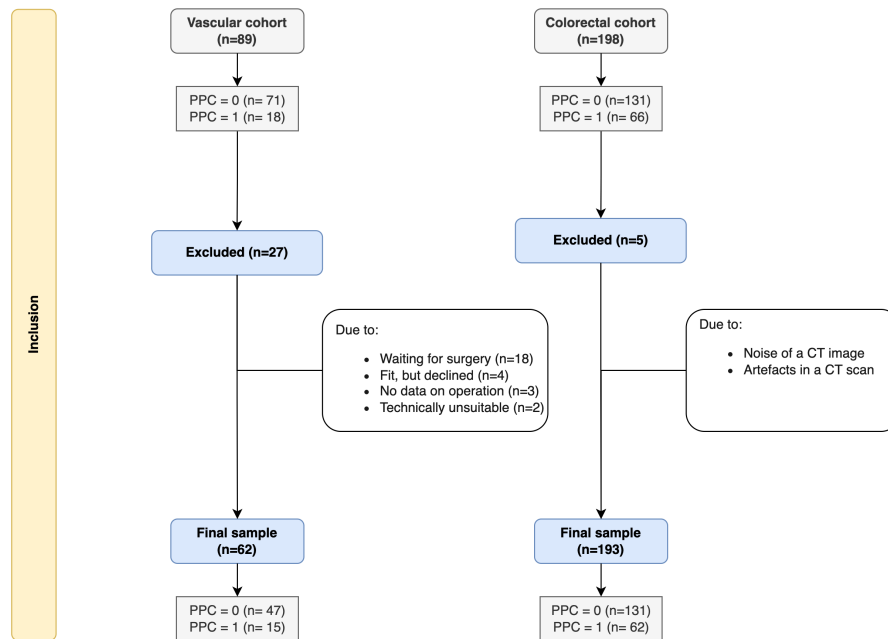 Inclusion
Vascular cohort
(n=89)
PPC = 0 (n= 71)
PPC = 1 (n= 18)
Excluded (n=27)
Due to:
• Waiting for surgery (n=18)
• Fit, but declined (n=4)
• No data on operation (n=3)
• Technically unsuitable (n=2)
Final sample
(n=62)
PPC = 0 (n= 47)
PPC = 1 (n= 15)
Colorectal cohort
(n=198)
PPC = 0 (n=131)
PPC = 1 (n= 66)
Excluded (n=5)
Due to:
• Noise of a CT image
• Artefacts in a CT scan
Final sample
(n=193)
PPC = 0 (n=131)
PPC = 1 (n= 62)